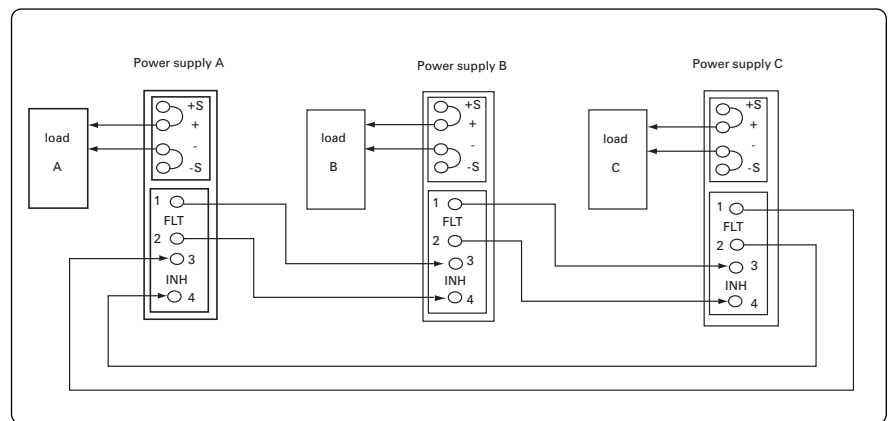 Power supply A
+S
+
-
-S
load
A
1
FLT
2
3
INH
4
Power supply B
+S
+
-
-S
load
B
1
FLT
2
3
INH
4
Power supply C
+S
+
-
-S
load
C
1
FLT
2
3
INH
4